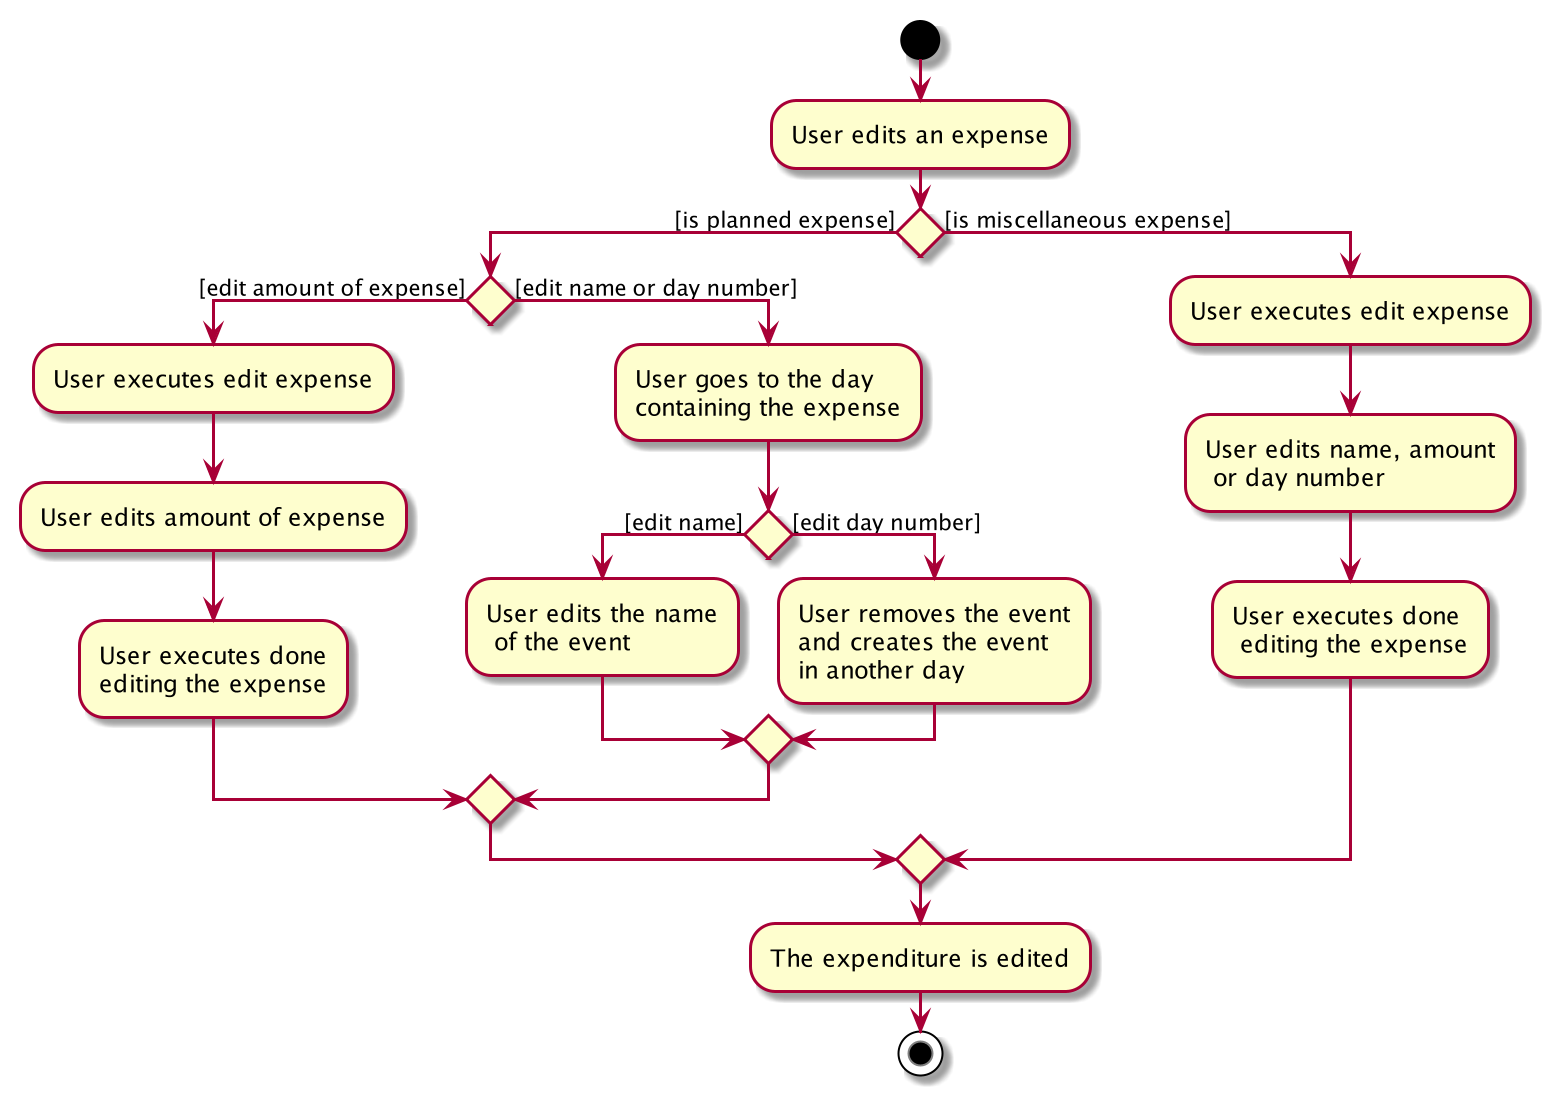 User edits an expense
[is planned expense]
[is miscellaneous expense]
[edit amount of expense]
[edit name or day number]
User executes edit expense
User edits amount of expense
User executes done
editing the expense
User goes to the day
containing the expense
[edit name]
[edit day number]
User edits the name
of the event
User removes the event
and creates the event
in another day
User executes edit expense
User edits name, amount
or day number
User executes done
editing the expense
The expenditure is edited